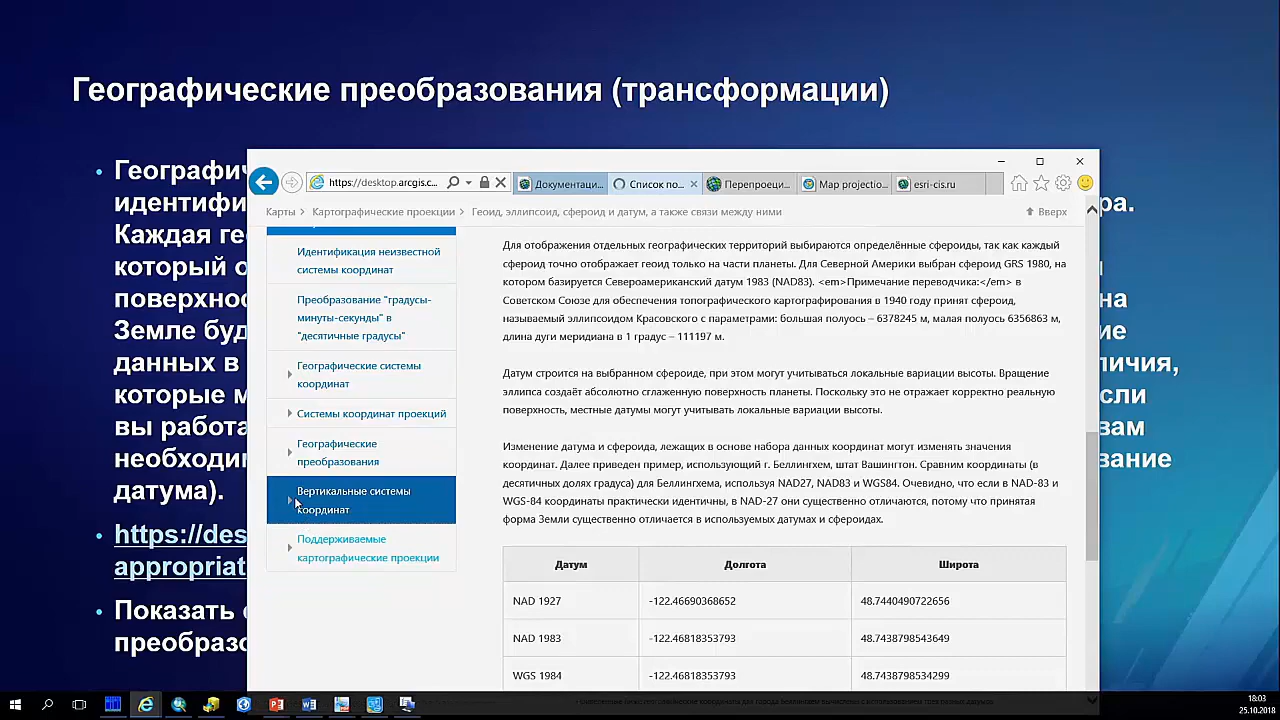 Географические преобразования (трансформации)
• Географич
идентифи
ра.
Каждая ге
который о
поверхнос
на
Земле буд
ние
данных в
личия,
которые м
сли
вы работа
вам
необходи
вание
датума).
• https://des
appropriat
• Показать с
преобразо
https://desktop.arcgis.c...
Документаци...
Список по...
Перепроеци...
Map projectio...
esri-cis.ru
Карты > Картографические проекции > Геоид, эллипсоид, сфероид и датум, а также связи между ними
Вверх
Идентификация неизвестной
системы координат
Преобразование "градусы-
минуты-секунды" в
"десятичные градусы"
Географические системы
координат
Системы координат проекций
Географические
преобразования
Вертикальные системы
координат
Поддерживаемые
картографические проекции
Для отображения отдельных географических территорий выбираются определённые сфероиды, так как каждый
сфероид точно отображает геоид только на части планеты. Для Северной Америки выбран сфероид GRS 1980, на
котором базируется Североамериканский датум 1983 (NAD83). <em>Примечание переводчика:</em> в
Советском Союзе для обеспечения топографического картографирования в 1940 году принят сфероид,
называемый эллипсоидом Красовского с параметрами: большая полуось – 6378245 м, малая полуось 6356863 м,
длина дуги меридиана в 1 градус – 111197 м.
Датум строится на выбранном сфероиде, при этом могут учитываться локальные вариации высоты. Вращение
эллипса создаёт абсолютно сглаженную поверхность планеты. Поскольку это не отражает корректно реальную
поверхность, местные датумы могут учитывать локальные вариации высоты.
Изменение датума и сфероида, лежащих в основе набора данных координат могут изменять значения
координат. Далее приведен пример, использующий г. Беллингхем, штат Вашингтон. Сравним координаты (в
десятичных долях градуса) для Беллингхема, используя NAD27, NAD83 и WGS84. Очевидно, что если в NAD-83 и
WGS-84 координаты практически идентичны, в NAD-27 они существенно отличаются, потому что принятая
форма Земли существенно отличается в используемых датумах и сфероидах.
Датум Долгота Широта
NAD 1927 -122.46690368652 48.7440490722656
NAD 1983 -122.46818353793 48.7438798543649
WGS 1984 -122.46818353793 48.7438798534299
18:03
25.10.2018